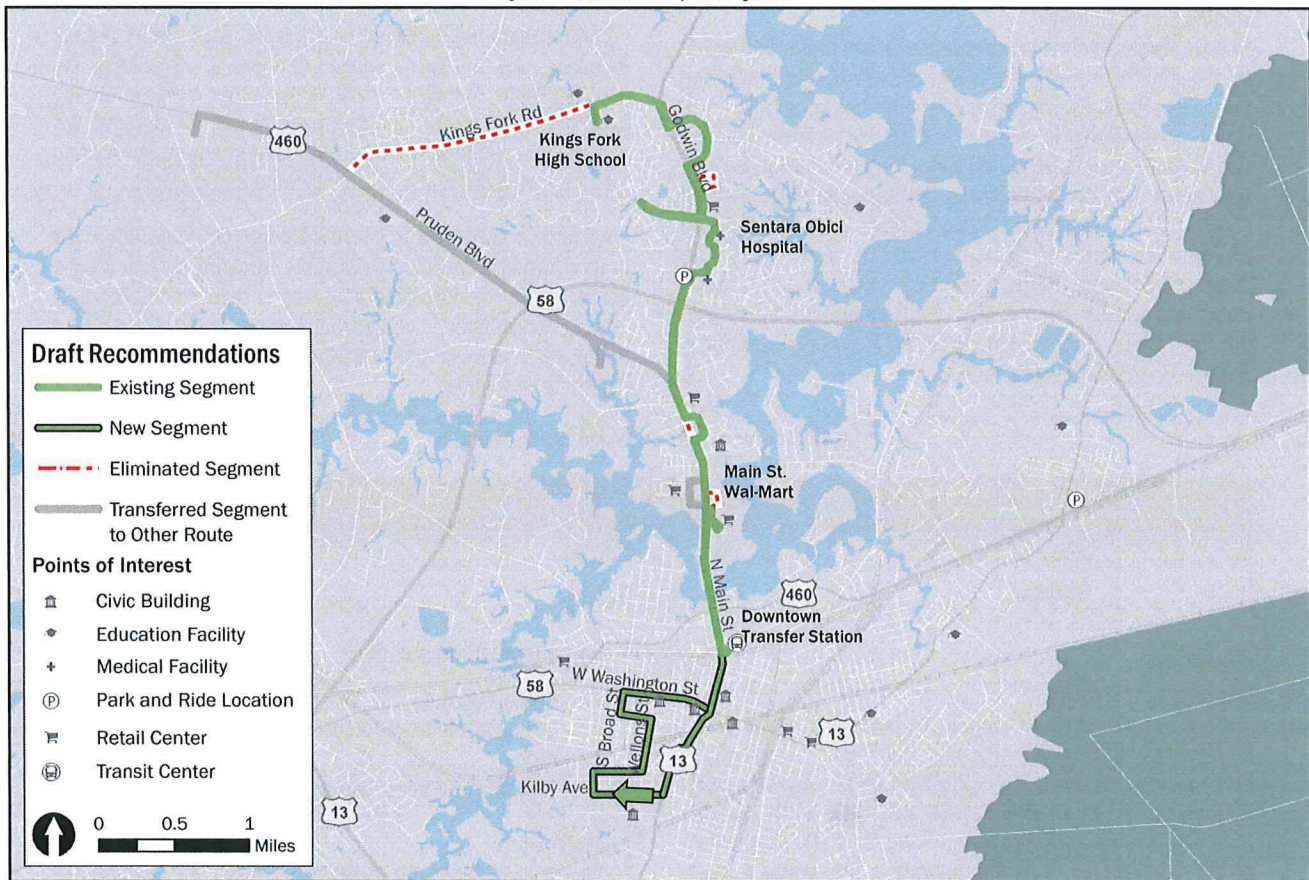 Kings Fork Rd
460
Kings Fork
High School
Godwin Blvd
Sentara Obici
Hospital
Pruden Blvd
P
58
Draft Recommendations
Existing Segment
New Segment
Eliminated Segment
Transferred Segment
to Other Route
Points of Interest
Civic Building
Education Facility
Medical Facility
P
Park and Ride Location
Retail Center
Transit Center
0 0.5 1
Miles
Main St.
Wal-Mart
P
N Main St
460
Downtown
Transfer Station
58
W Washington St
S Broad St
Wellons St
13
13
Kilby Ave
13